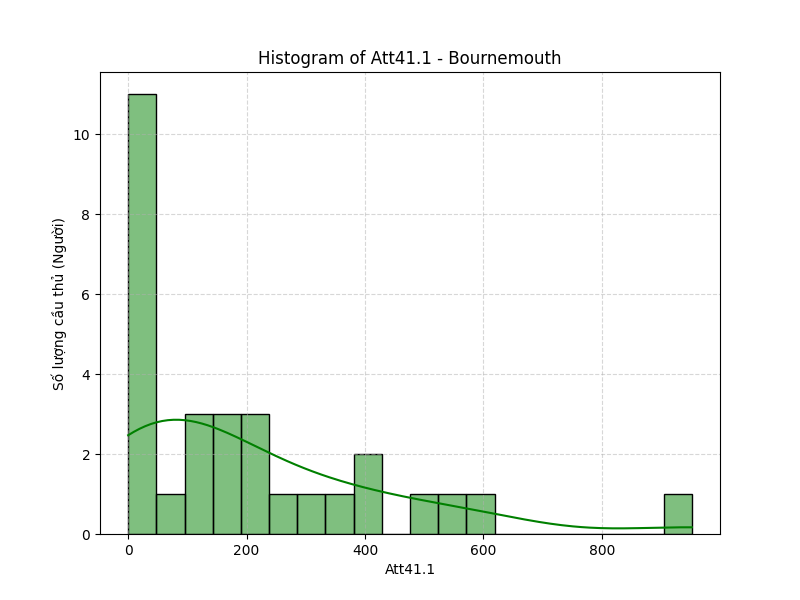 Histogram of Att41.1 - Bournemouth
Số lượng cầu thủ (Người)
10
8
6
4
2
0
0 200 400 600 800
Att41.1